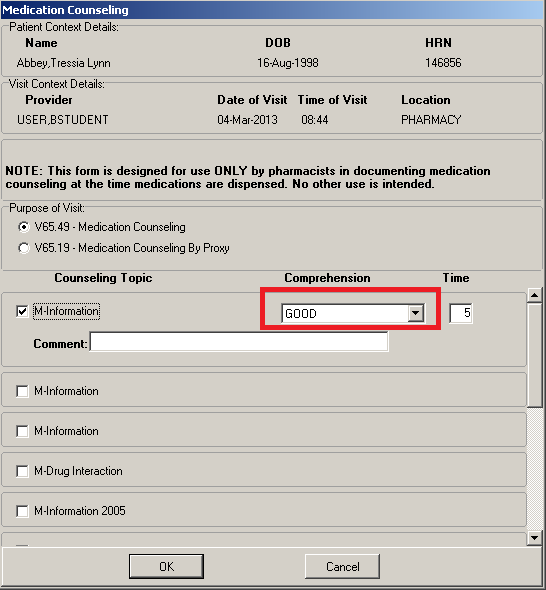 Medication Counseling
Patient Context Details:
Name DOB HRN
Abbey,Tressia Lynn 16-Aug-1998 146856
Visit Context Details:
Provider Date of Visit Time of Visit Location
USER,BSTUDENT 04-Mar-2013 08:44 PHARMACY
NOTE: This form is designed for use ONLY by pharmacists in documenting medication
counseling at the time medications are dispensed. No other use is intended.
Purpose of Visit:
V65.49 - Medication Counseling
V65.19 - Medication Counseling By Proxy
Counseling Topic Comprehension Time
M-Information GOOD 5
Comment:
M-Information
M-Information
M-Drug Interaction
M-Information 2005
OK Cancel